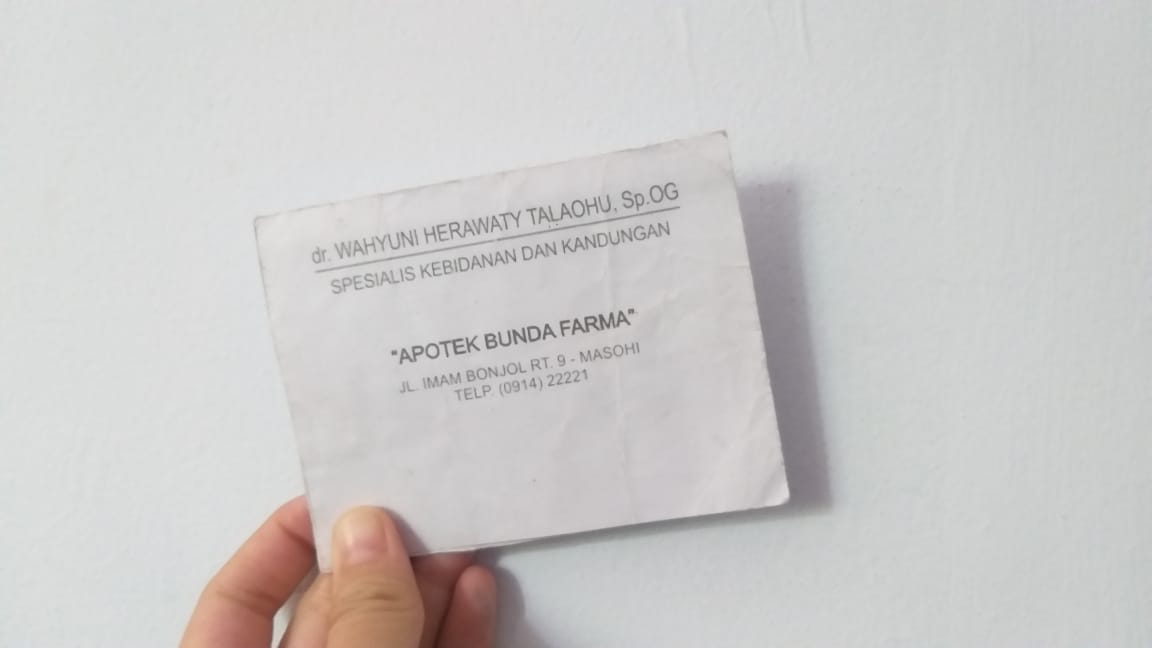 dr. WAHYUNI HERAWATY TALAOHU, Sp.OG
SPESIALIS KEBIDANAN DAN KANDUNGAN
"APOTEK BUNDA FARMA"
JL. IMAM BONJOL RT. 9 - MASOHI
TELP. (0914) 22221